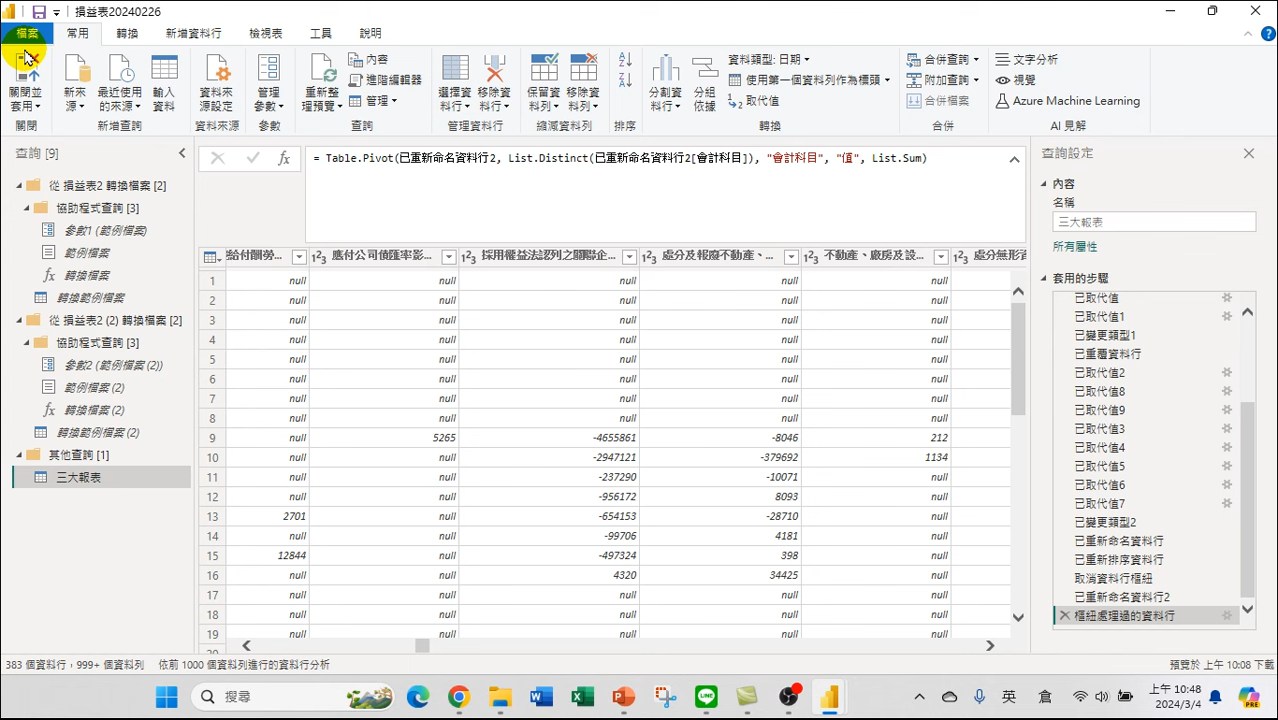 損益表20240226
檔案 常用 轉換 新增資料行 檢視表 工具 說明
關閉並套用 新來源 最近使用的來源 輸入資料 資料來源設定 管理參數 重新整理預覽 內容 進階編輯器 管理 選擇資料行 移除資料行 保留資料列 移除資料列 分割資料行 分組依據 資料類型: 日期 使用第一個資料列作為標頭 取代值 合併查詢 附加查詢 合併檔案 文字分析 視覺 Azure Machine Learning
關閉 新增查詢 資料來源 參數 查詢 管理資料行 縮減資料列 排序 轉換 合併 AI 見解
查詢 [9]
從 損益表2 轉換檔案 [2]
協助程式查詢 [3]
參數1 (範例檔案)
範例檔案
轉換檔案
轉換範例檔案
從 損益表2 (2) 轉換檔案 [2]
協助程式查詢 [3]
參數2 (範例檔案 (2))
範例檔案 (2)
轉換檔案 (2)
轉換範例檔案 (2)
其他查詢 [1]
三大報表
= Table.Pivot(已重新命名資料行2, List.Distinct(已重新命名資料行2[會計科目]), "會計科目", "值", List.Sum)
給付酬勞... 應付公司債匯率影... 採用權益法認列之關聯企... 處分及報廢不動產、... 不動產、廠房及設... 處分無形資
1 null null null null null
2 null null null null null
3 null null null null null
4 null null null null null
5 null null null null null
6 null null null null null
7 null null null null null
8 null null null null null
9 null 5265 -4655861 -8046 212
10 null null -2947121 -379692 1134
11 null null -237290 -10071 null
12 null null -956172 8093 null
13 2701 null -654153 -28710 null
14 null null -99706 4181 null
15 12844 null -497324 398 null
16 null null 4320 34425 null
17 null null null null null
18 null null null null null
19 null null null null null
查詢設定
內容
名稱
三大報表
所有屬性
套用的步驟
已取代值
已取代值1
已變更類型1
已重覆資料行
已取代值2
已取代值8
已取代值9
已取代值3
已取代值4
已取代值5
已取代值6
已取代值7
已變更類型2
已重新命名資料行
已重新排序資料行
取消資料行樞紐
已重新命名資料行2
樞紐處理過的資料行
383 個資料行,999+ 個資料列 依前 1000 個資料列進行的資料行分析 預覽於 上午 10:08 下載
搜尋 英 上午 10:48
2024/3/4
PRE